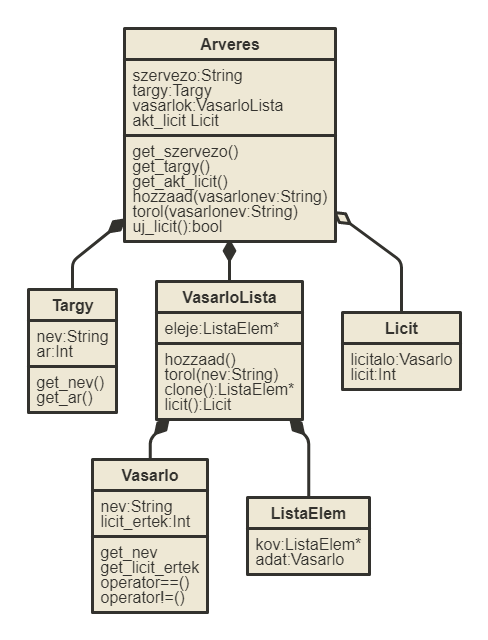 Arveres
szervezo:String
targy:Targy
vasarlok:VasarloLista
akt_licit Licit
get_szervezo()
get_targy()
get_akt_licit()
hozzaad(vasarlonev:String)
torol(vasarlonev:String)
uj_licit():bool
Targy
nev:String
ar:Int
get_nev()
get_ar()
VasarloLista
eleje:ListaElem*
hozzaad()
torol(nev:String)
clone():ListaElem*
licit():Licit
Licit
licitalo:Vasarlo
licit:Int
Vasarlo
nev:String
licit_ertek:Int
get_nev
get_licit_ertek
operator==()
operator!=()
ListaElem
kov:ListaElem*
adat:Vasarlo